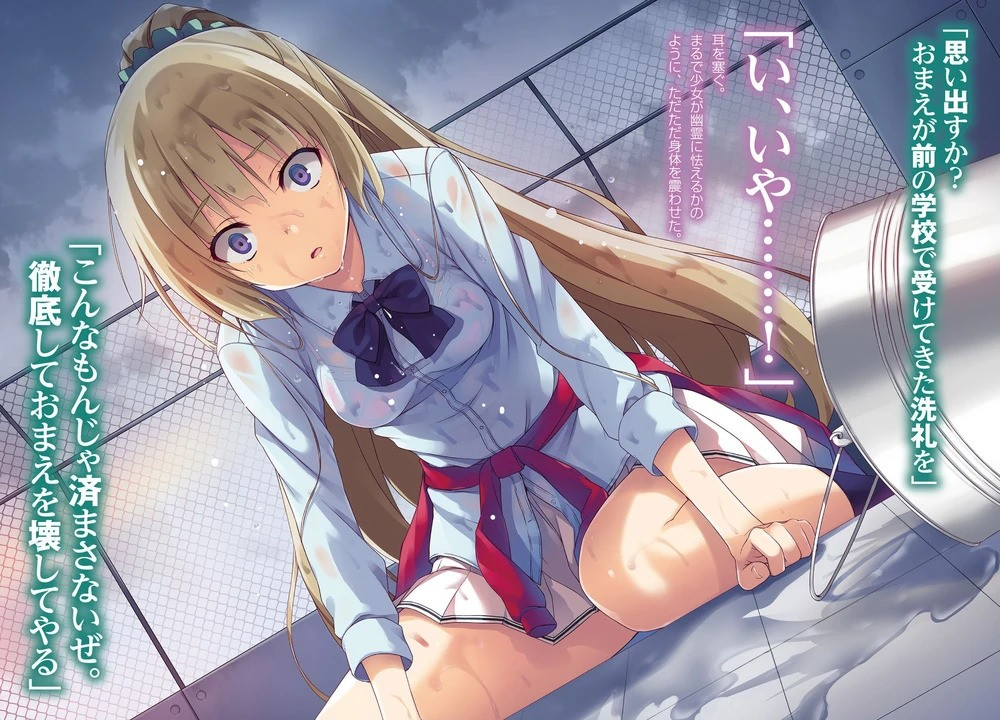 「思い出すか？
おまえが前の学校で受けてきた洗礼を」
「い、いや………！」
耳を塞ぐ。
まるで少女が幽霊に怯えるかの
ように、ただただ身体を震わせた。
「こんなもんじゃ済まさないぜ。
徹底しておまえを壊してやる」